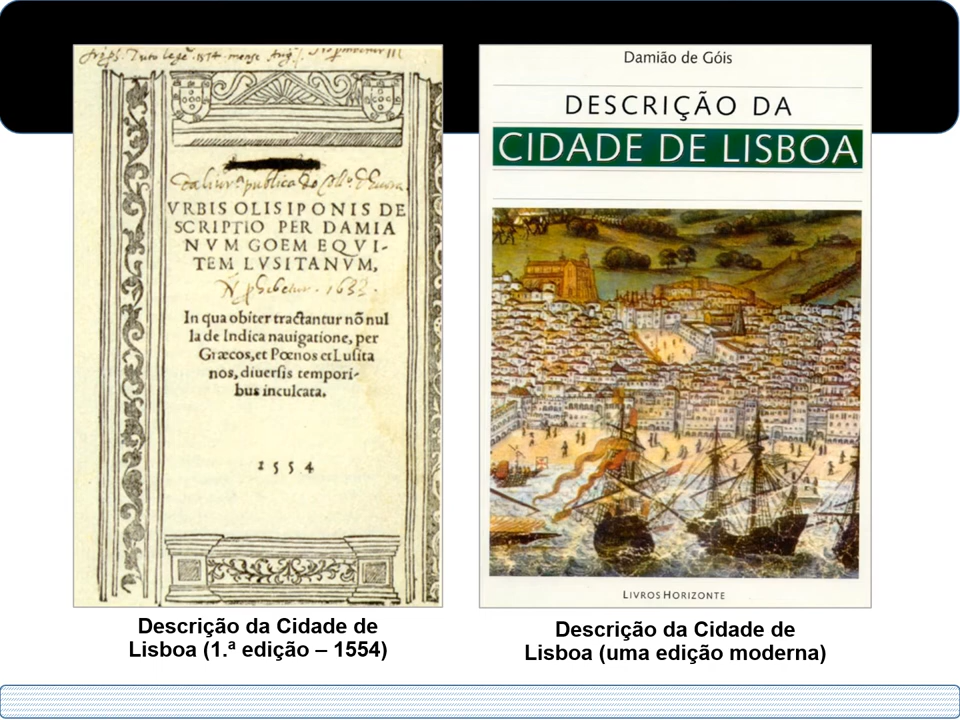 VRBIS OLISIPONIS DE
SCRIPTIO PER DAMIA
NVM GOEM EQVI-
TEM LVSITANVM,
In qua obiter tractantur nõ nul
la de Indica nauigatione, per
Græcos, et Pœnos et Lusita
nos, diuersis tempori-
bus inculcata.
1554
Descrição da Cidade de
Lisboa (1.ª edição – 1554)
Damião de Góis
DESCRIÇÃO DA
CIDADE DE LISBOA
LIVROS HORIZONTE
Descrição da Cidade de
Lisboa (uma edição moderna)